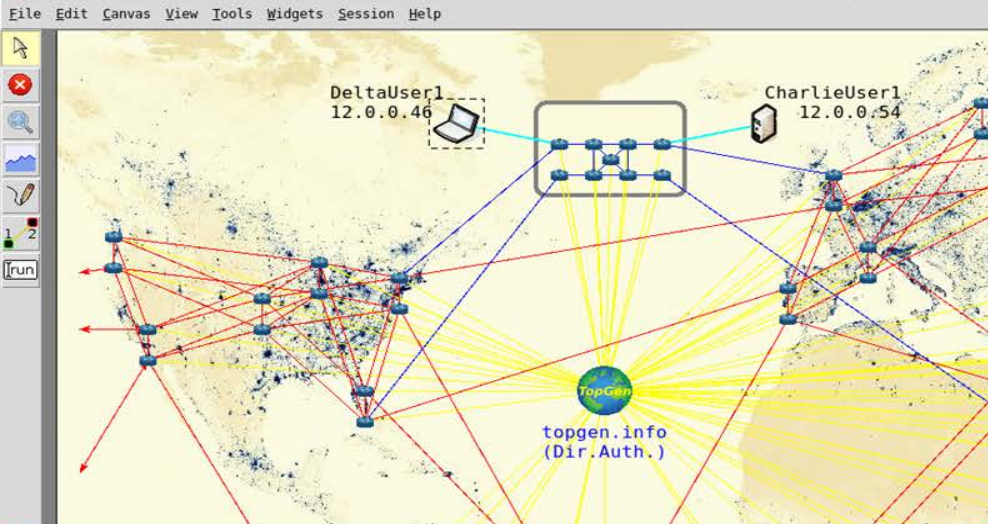 File Edit Canvas View Tools Widgets Session Help
DeltaUser1
12.0.0.46
CharlieUser1
12.0.0.54
1 2
run
TopGen
topgen.info
(Dir.Auth.)